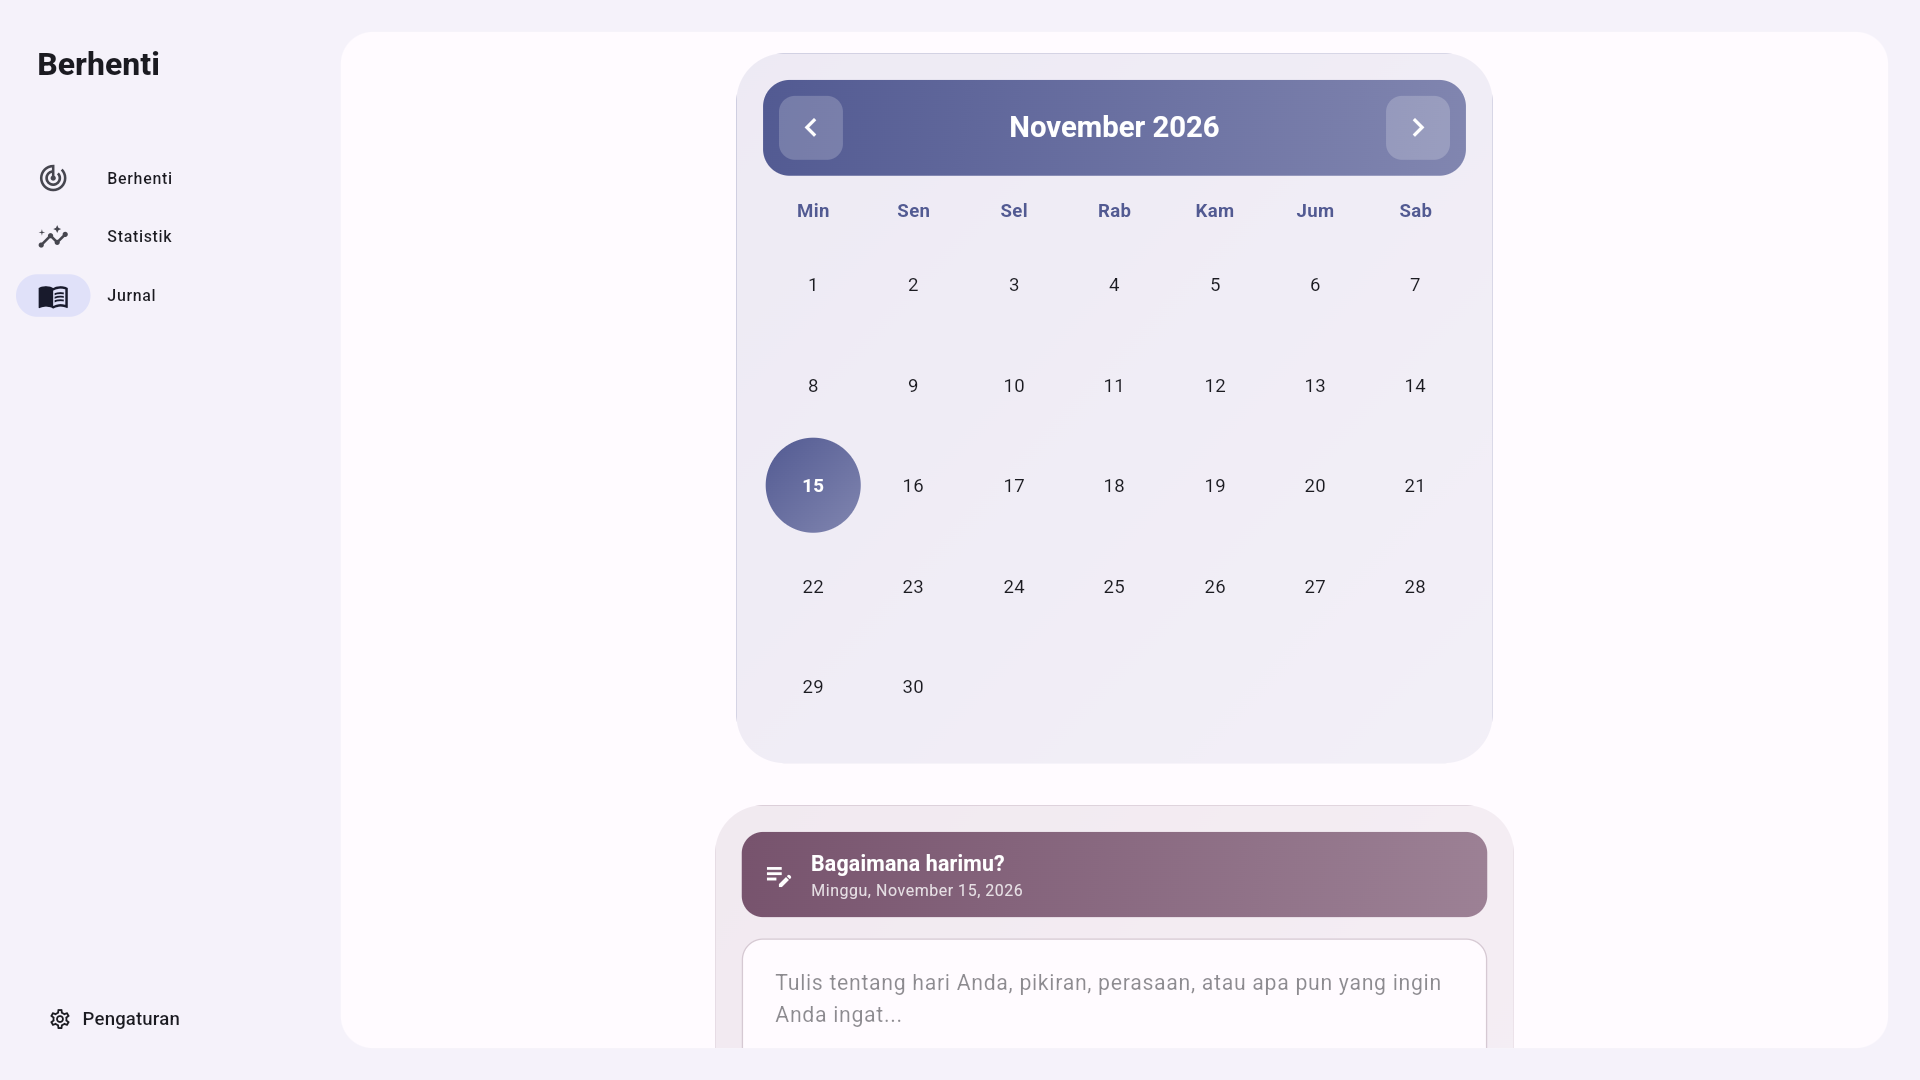 Berhenti
Berhenti
Statistik
Jurnal
Pengaturan
November 2026
Min Sen Sel Rab Kam Jum Sab
1 2 3 4 5 6 7
8 9 10 11 12 13 14
15 16 17 18 19 20 21
22 23 24 25 26 27 28
29 30
Bagaimana harimu?
Minggu, November 15, 2026
Tulis tentang hari Anda, pikiran, perasaan, atau apa pun yang ingin
Anda ingat...